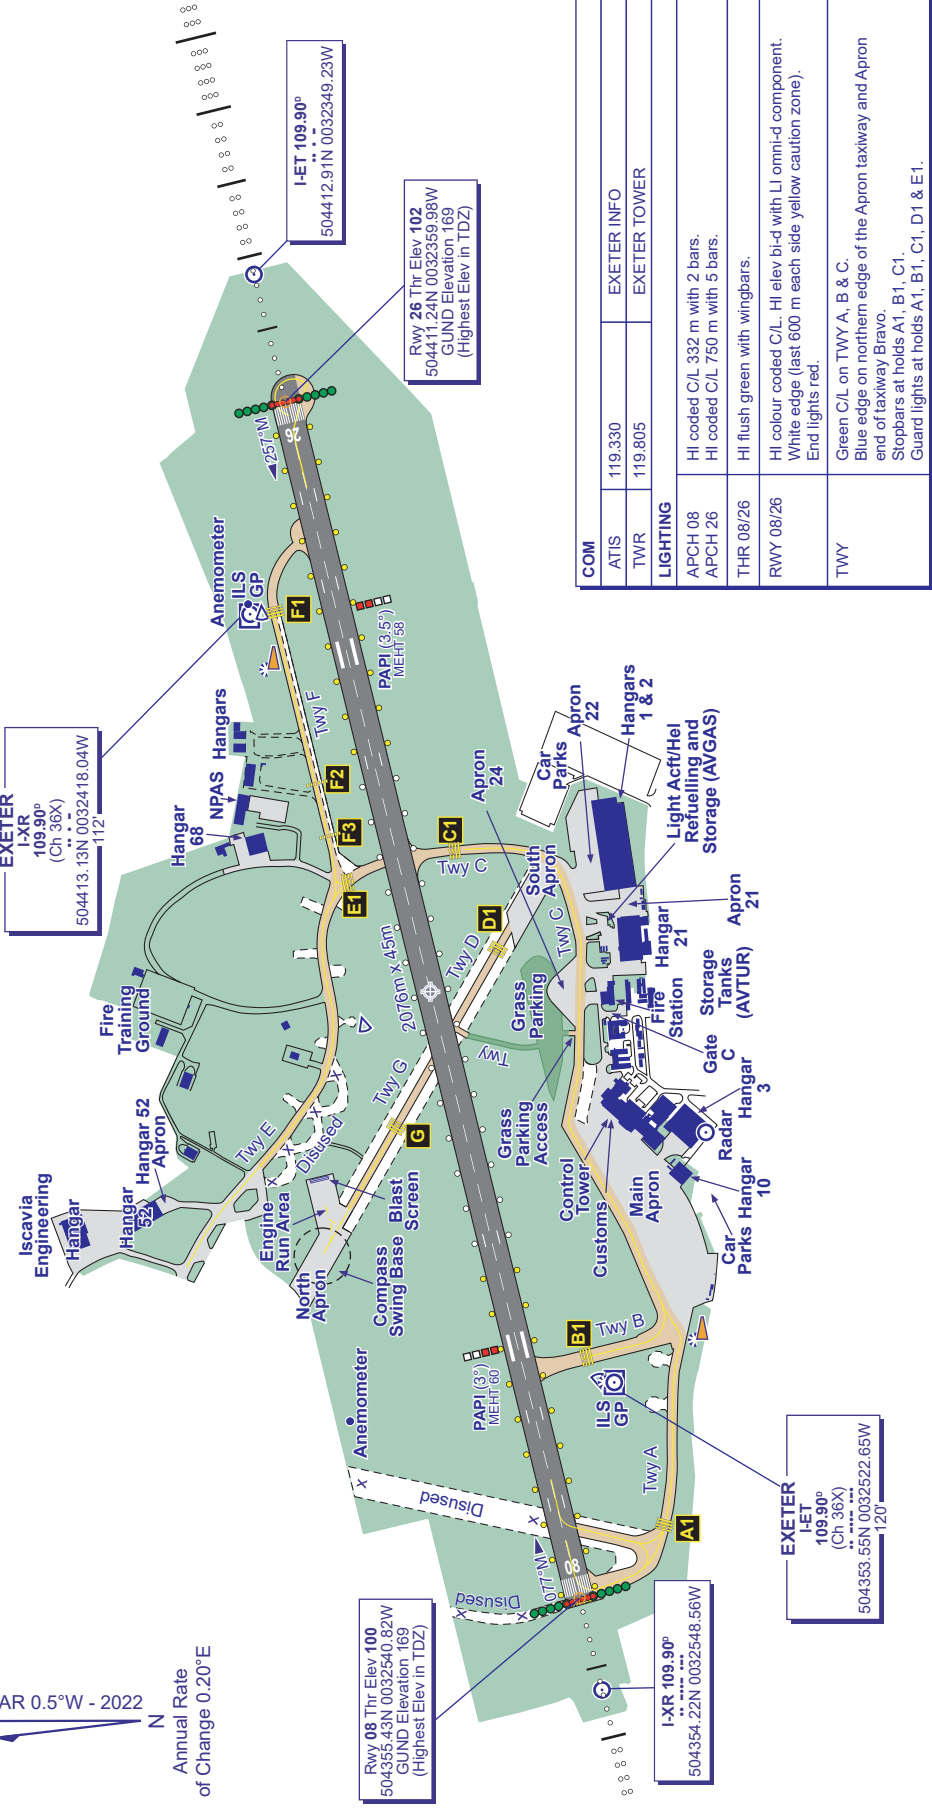 I-ET 109.90ᴰ
504412.91N 0032349.23W
Rwy 26 Thr Elev 102
504411.24N 0032359.98W
GUND Elevation 169
(Highest Elev in TDZ)
257°M
26
EXETER
I-XR
109.90ᴰ
(Ch 36X)
504413.13N 0032418.04W
112'
Anemometer
ILS
GP
F1
Twy F
F2
F3
PAPI (3.5°)
MEHT 58
NPAS
Hangars
Hangar
68
E1
C1
Twy C
D1
Twy D
2076m x 45m
Fire
Training
Ground
Twy E
Disused
Twy G
G
Twy
Iscavia
Engineering
Hangar
Hangar
52
Hangar 52
Apron
Engine
Run Area
North
Apron
Blast
Screen
Compass
Swing Base
Apron
24
South
Apron
Twy C
Car
Parks
Apron
22
Hangars
1 & 2
Light Acft/Hel
Refuelling and
Storage (AVGAS)
Apron
21
Hangar
21
Storage
Tanks
(AVTUR)
Fire
Station
Gate
C
Grass
Parking
Grass
Parking
Access
Control
Tower
Customs
Main
Apron
Hangar
3
Radar
Hangar
10
Car
Parks
B1
Twy B
PAPI (3°)
MEHT 60
Anemometer
ILS
GP
Twy A
A1
Disused
Disused
077°M
08
EXETER
I-ET
109.90ᴰ
(Ch 36X)
504353.55N 0032522.65W
120'
Rwy 08 Thr Elev 100
504355.43N 0032540.82W
GUND Elevation 169
(Highest Elev in TDZ)
I-XR 109.90ᴰ
504354.22N 0032548.56W
AR 0.5°W - 2022
N
Annual Rate
of Change 0.20°E
COM
ATIS 119.330 EXETER INFO
TWR 119.805 EXETER TOWER
LIGHTING
APCH 08 HI coded C/L 332 m with 2 bars.
APCH 26 HI coded C/L 750 m with 5 bars.
THR 08/26 HI flush green with wingbars.
RWY 08/26 HI colour coded C/L. HI elev bi-d with LI omni-d component.
White edge (last 600 m each side yellow caution zone).
End lights red.
TWY Green C/L on TWY A, B & C.
Blue edge on northern edge of the Apron taxiway and Apron
end of taxiway Bravo.
Stopbars at holds A1, B1, C1.
Guard lights at holds A1, B1, C1, D1 & E1.